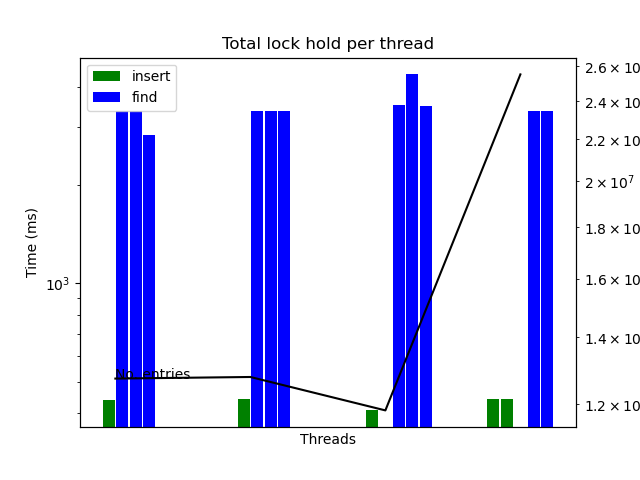 Total lock hold per thread
insert
find
Time (ms)
10³
No. entries
2.6 × 10
2.4 × 10
2.2 × 10
2 × 10⁷
1.8 × 10
1.6 × 10
1.4 × 10
1.2 × 10
Threads